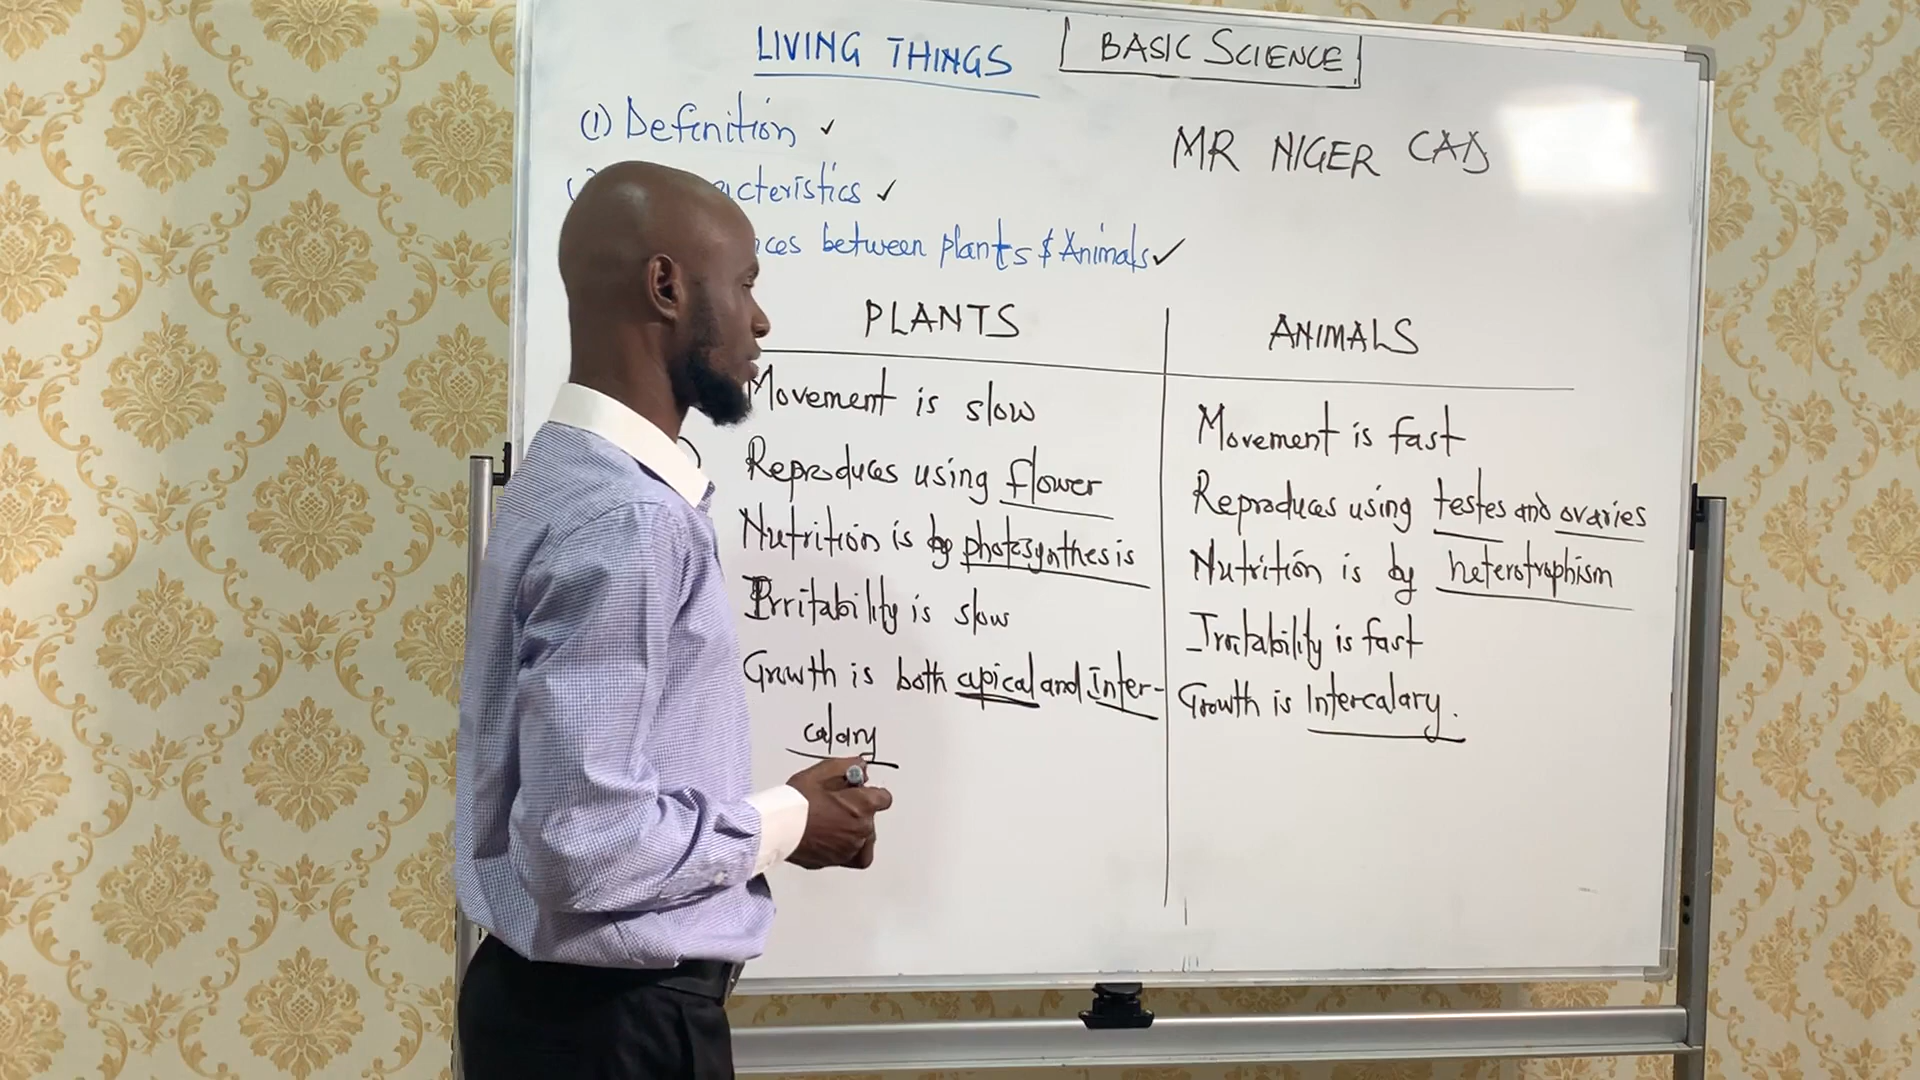 LIVING THINGS
BASIC SCIENCE
(1) Definition ✓
MR NIGER CAD
acteristics ✓
nces between plants & Animals ✓
PLANTS
ANIMALS
Movement is slow
Reproduces using flower
Nutrition is by photosynthesis
Irritability is slow
Growth is both apical and Inter-
calary
Movement is fast
Reproduces using testes and ovaries
Nutrition is by heterotrophism
Irritability is fast
Growth is Intercalary.